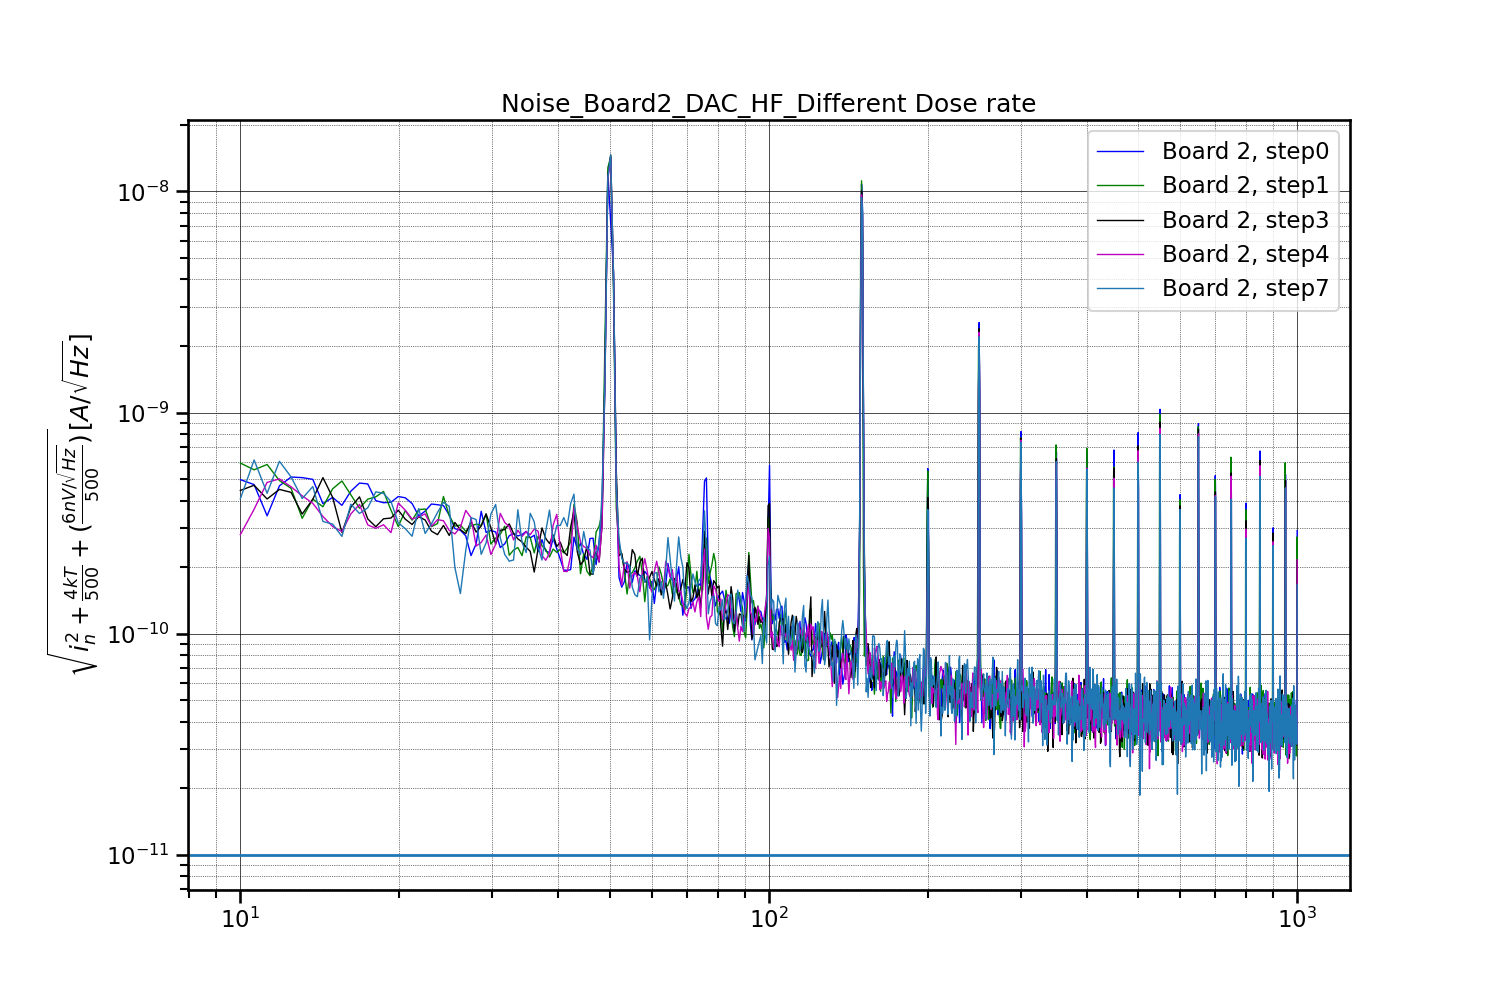 Noise_Board2_DAC_HF_Different Dose rate
√(i_n² + 4kT/500 + (6nV/√Hz/500)) [A/√Hz]
10⁻⁸
10⁻⁹
10⁻¹⁰
10⁻¹¹
Board 2, step0
Board 2, step1
Board 2, step3
Board 2, step4
Board 2, step7
10¹ 10² 10³